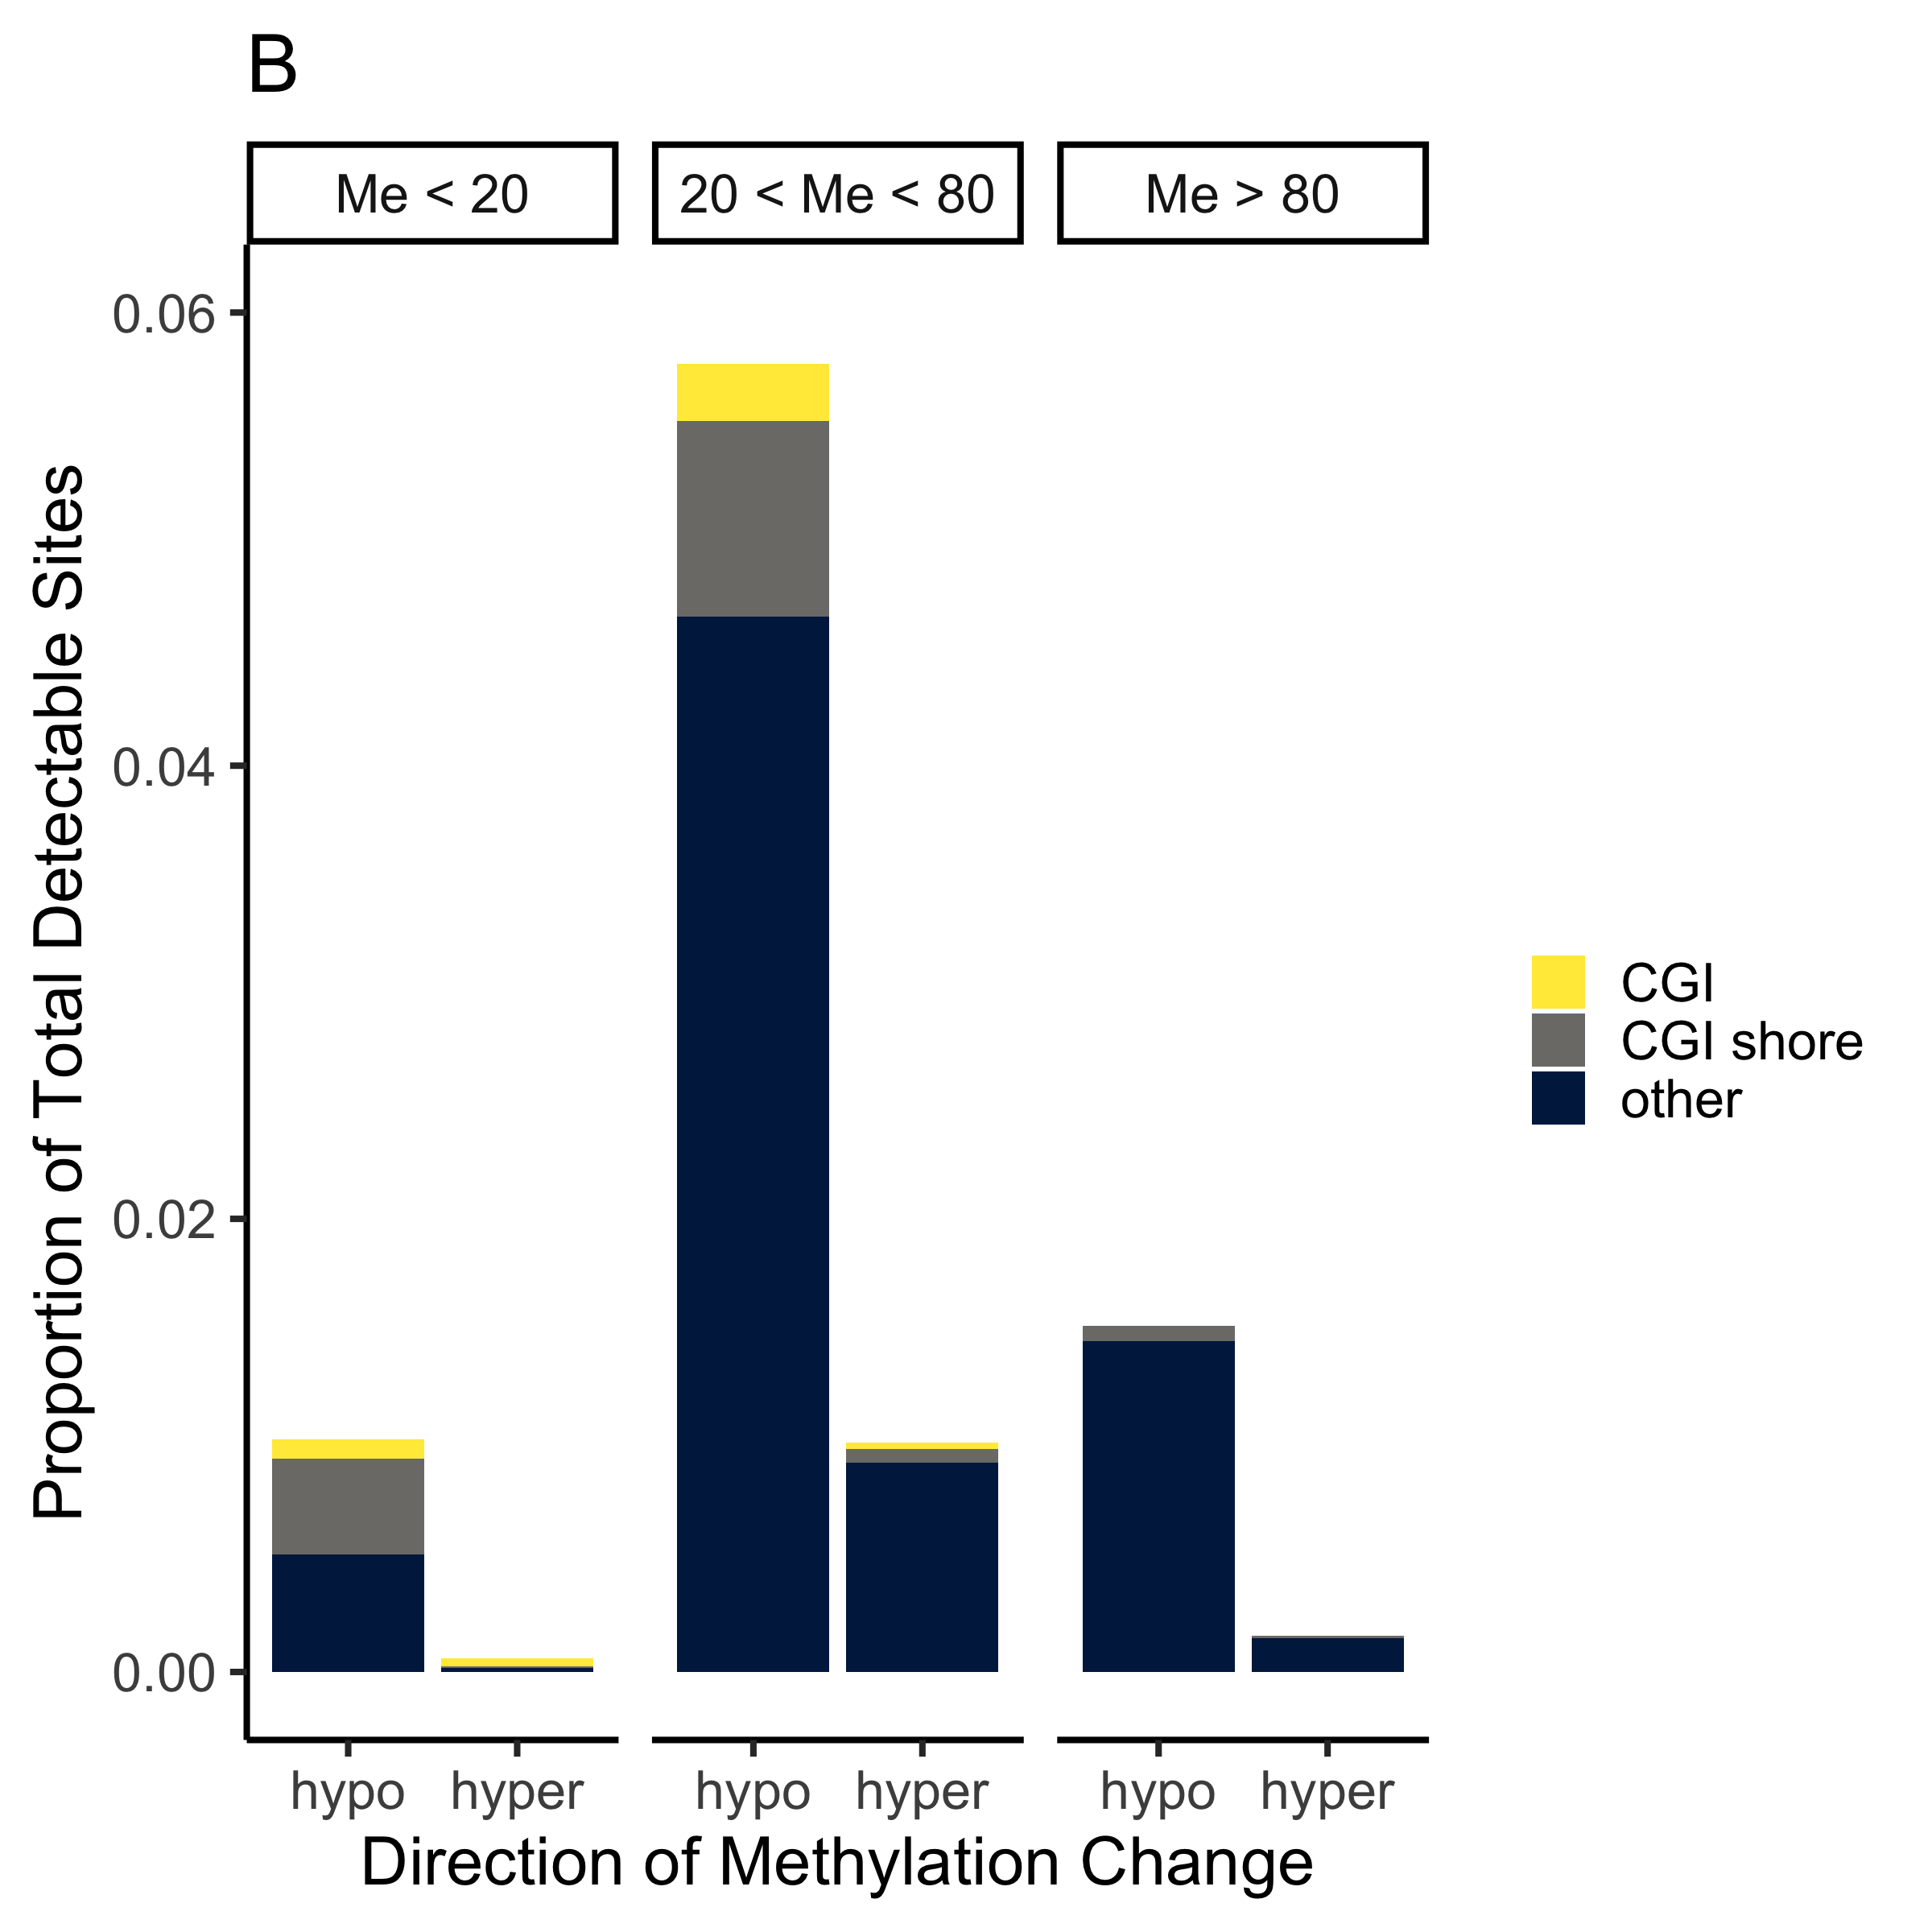 B
Me < 20
20 < Me < 80
Me > 80
Proportion of Total Detectable Sites
0.06
0.04
0.02
0.00
hypo hyper hypo hyper hypo hyper
Direction of Methylation Change
CGI
CGI shore
other